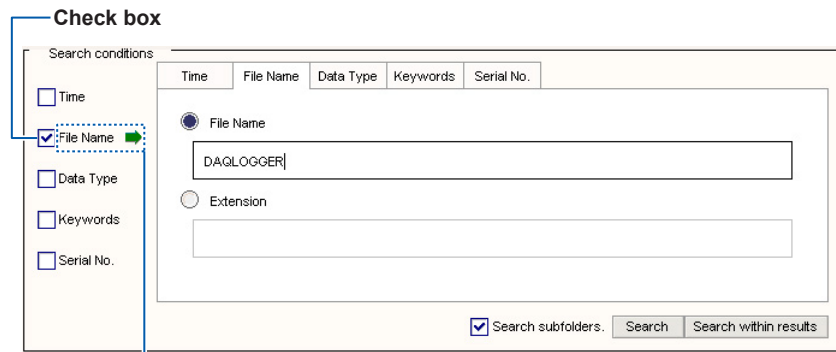 Check box
Search conditions
Time File Name Data Type Keywords Serial No.
Time
File Name
File Name
DAQLOGGER
Data Type
Extension
Keywords
Serial No.
Search subfolders. Search Search within results